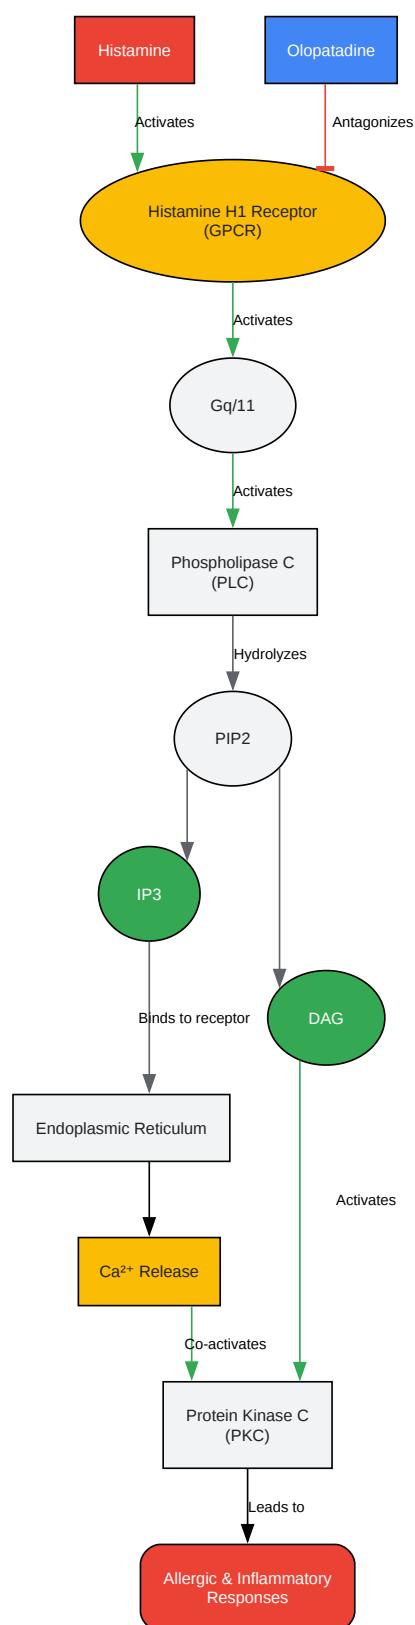 Histamine
Olopatadine
Activates
Antagonizes
Histamine H1 Receptor
(GPCR)
Activates
Gq/11
Activates
Phospholipase C
(PLC)
Hydrolyzes
PIP2
IP3
Binds to receptor
DAG
Endoplasmic Reticulum
Activates
Ca²⁺ Release
Co-activates
Protein Kinase C
(PKC)
Leads to
Allergic & Inflammatory
Responses